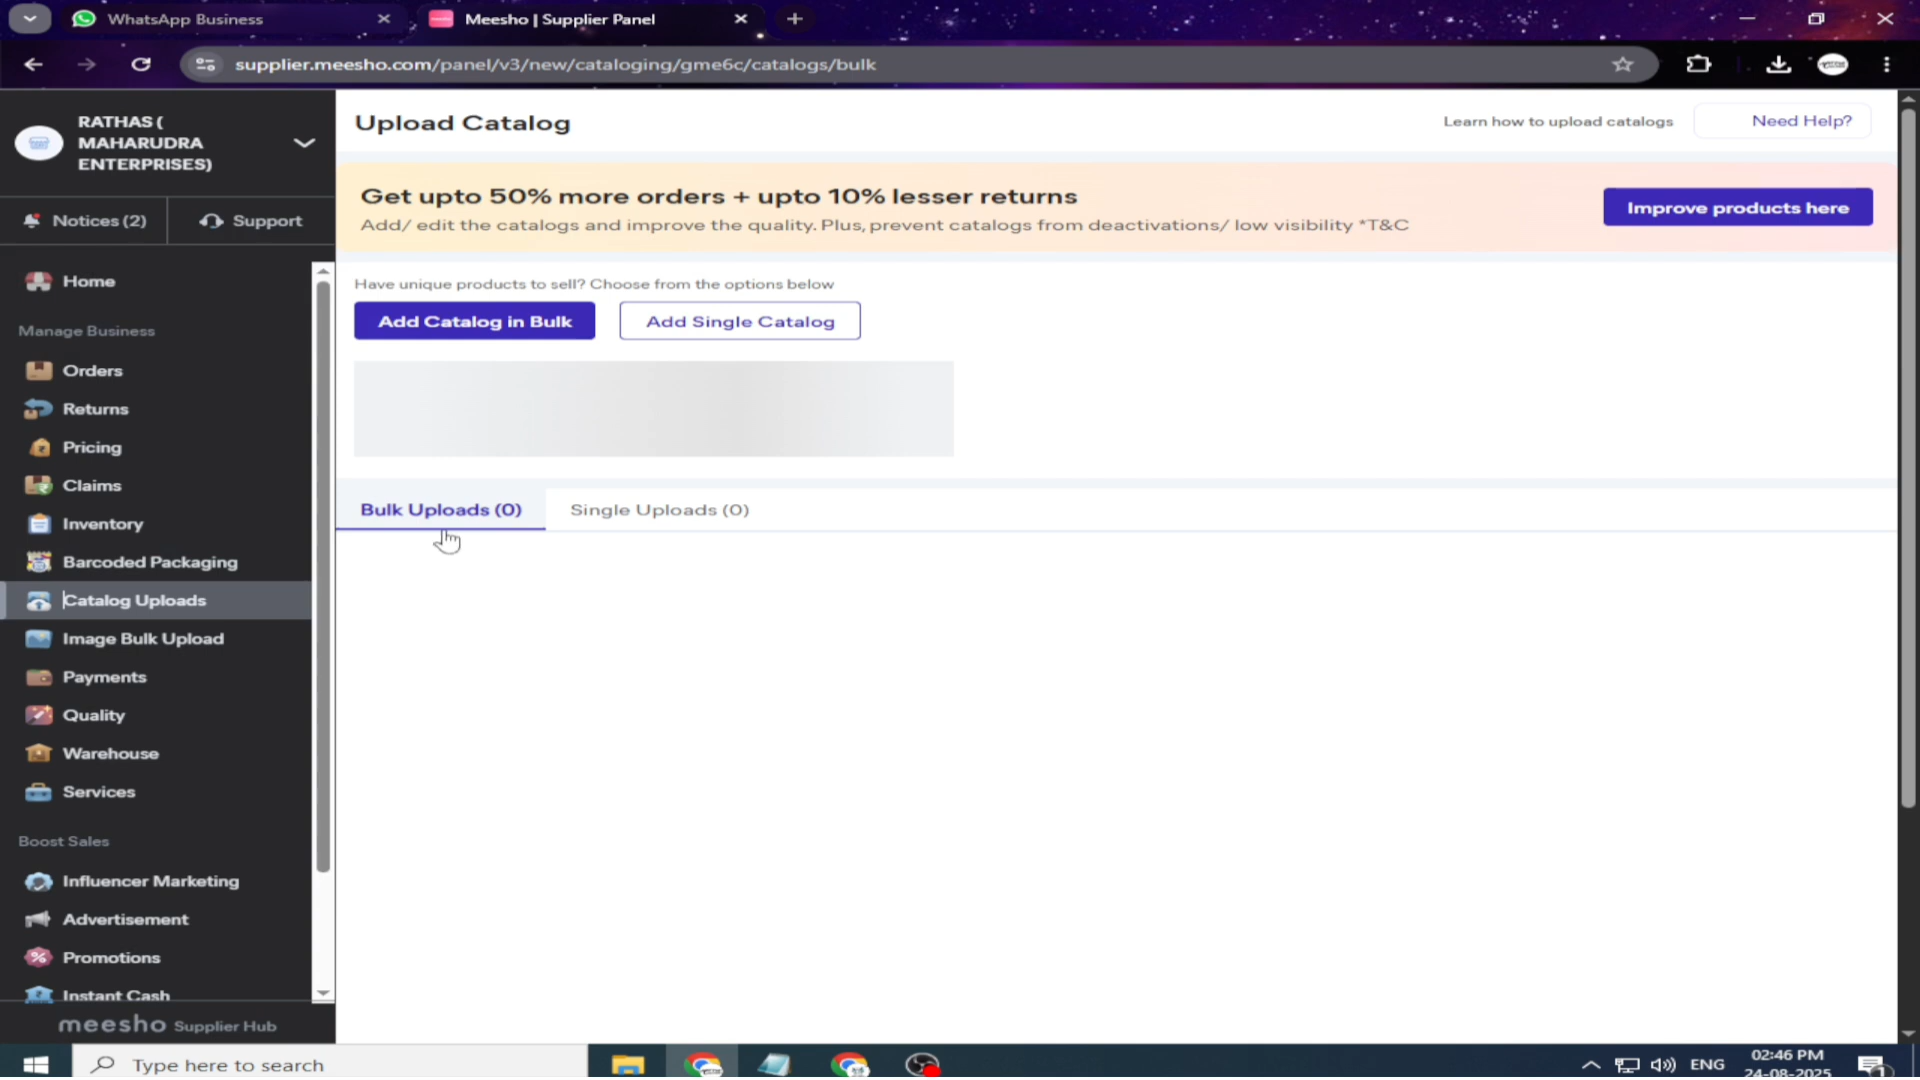 WhatsApp Business
Meesho | Supplier Panel
supplier.meesho.com/panel/v3/new/cataloging/gme6c/catalogs/bulk
RATHAS (
MAHARUDRA
ENTERPRISES)
Notices (2)
Support
Home
Manage Business
Orders
Returns
Pricing
Claims
Inventory
Barcoded Packaging
Catalog Uploads
Image Bulk Upload
Payments
Quality
Warehouse
Services
Boost Sales
Influencer Marketing
Advertisement
Promotions
Instant Cash
meesho Supplier Hub
Upload Catalog
Learn how to upload catalogs
Need Help?
Get upto 50% more orders + upto 10% lesser returns
Add/ edit the catalogs and improve the quality. Plus, prevent catalogs from deactivations/ low visibility *T&C
Improve products here
Have unique products to sell? Choose from the options below
Add Catalog in Bulk
Add Single Catalog
Bulk Uploads (0)
Single Uploads (0)
Type here to search
ENG
02:46 PM
24-08-2025
1